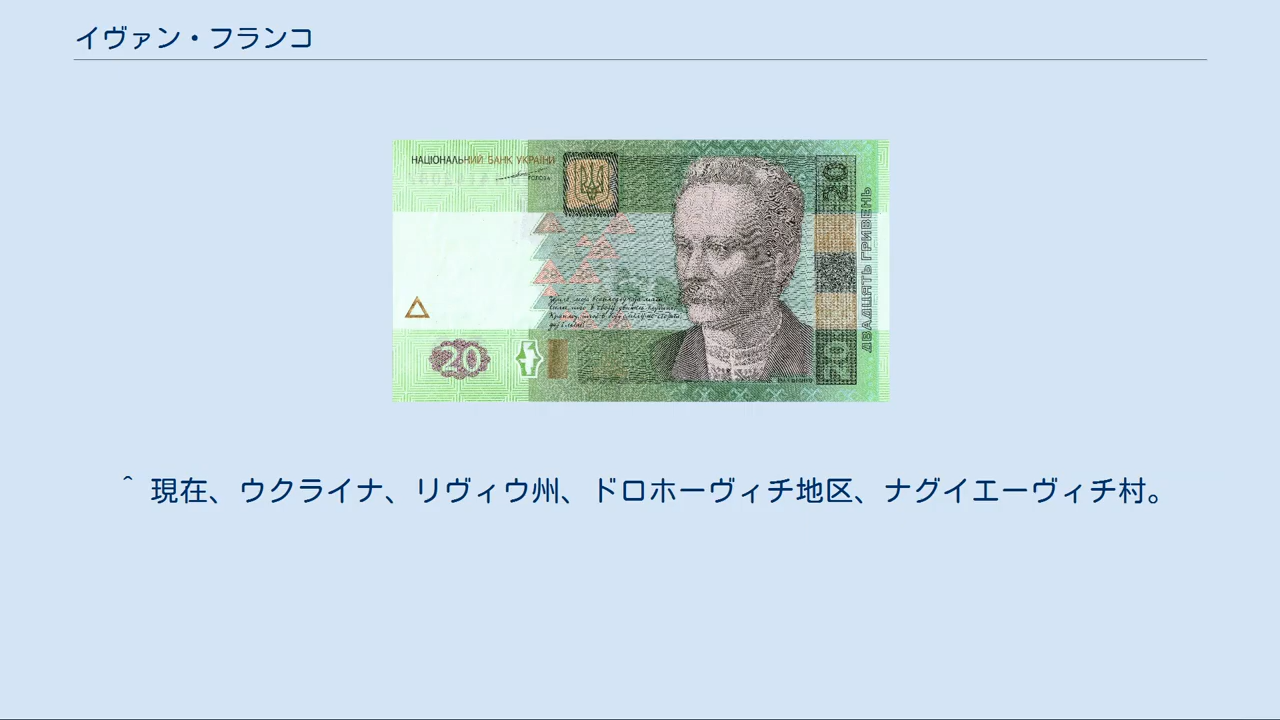 イヴァン・フランコ
НАЦІОНАЛЬНИЙ БАНК УКРАЇНИ
ГОЛОВА
20
20
20
ДВАДЦЯТЬ ГРИВЕНЬ
^ 現在、ウクライナ、リヴィウ州、ドロホーヴィチ地区、ナグイエーヴィチ村。